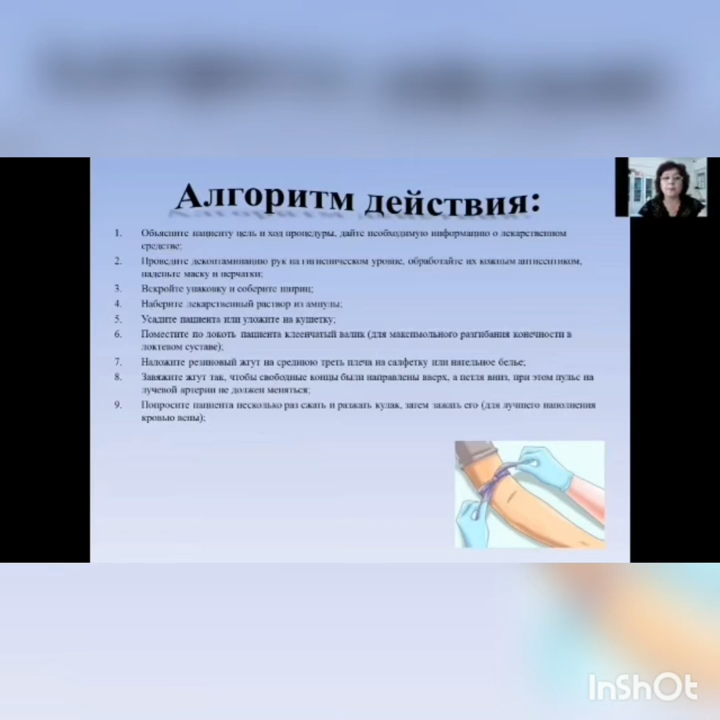 Алгоритм действия:
1. Объясните пациенту цель и ход процедуры, дайте необходимую информацию о лекарственном
средстве;
2. Проведите деконтаминацию рук на гигиеническом уровне, обработайте их кожным антисептиком,
наденьте маску и перчатки;
3. Вскройте упаковку и соберите шприц;
4. Наберите лекарственный раствор из ампулы;
5. Усадите пациента или уложите на кушетку;
6. Поместите по локоть пациента клеенчатый валик (для максимольного разгибания конечности в
локтевом суставе);
7. Наложите резиновый жгут на среднюю треть плеча на салфетку или нательное белье;
8. Завяжите жгут так, чтобы свободные концы были направлены вверх, а петля вниз, при этом пульс на
лучевой артерии не должен меняться;
9. Попросите пациента несколько раз сжать и разжать кулак, затем зажать его (для лучшего наполнения
кровью вены);
InShOt